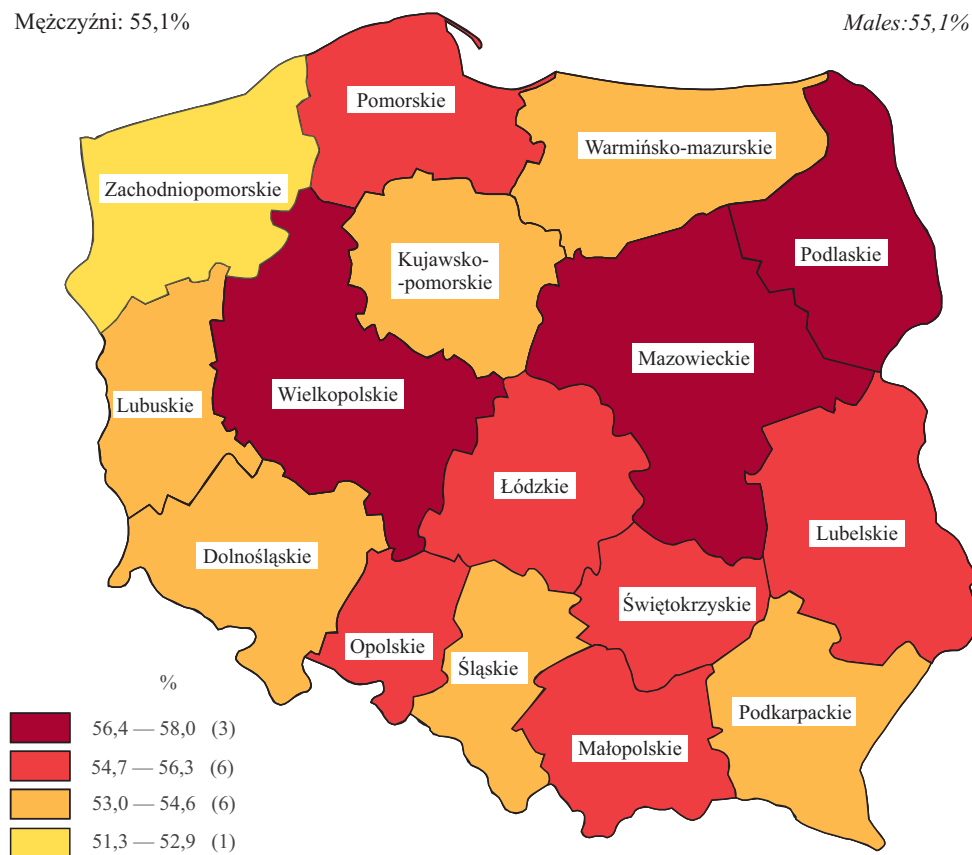 Mężczyźni: 55,1%
Males:55,1%
Pomorskie
Warmińsko-mazurskie
Zachodniopomorskie
Kujawsko-
-pomorskie
Podlaskie
Mazowieckie
Wielkopolskie
Lubuskie
Łódzkie
Lubelskie
Dolnośląskie
Świętokrzyskie
Opolskie
Śląskie
Podkarpackie
Małopolskie
%
56,4 — 58,0 (3)
54,7 — 56,3 (6)
53,0 — 54,6 (6)
51,3 — 52,9 (1)